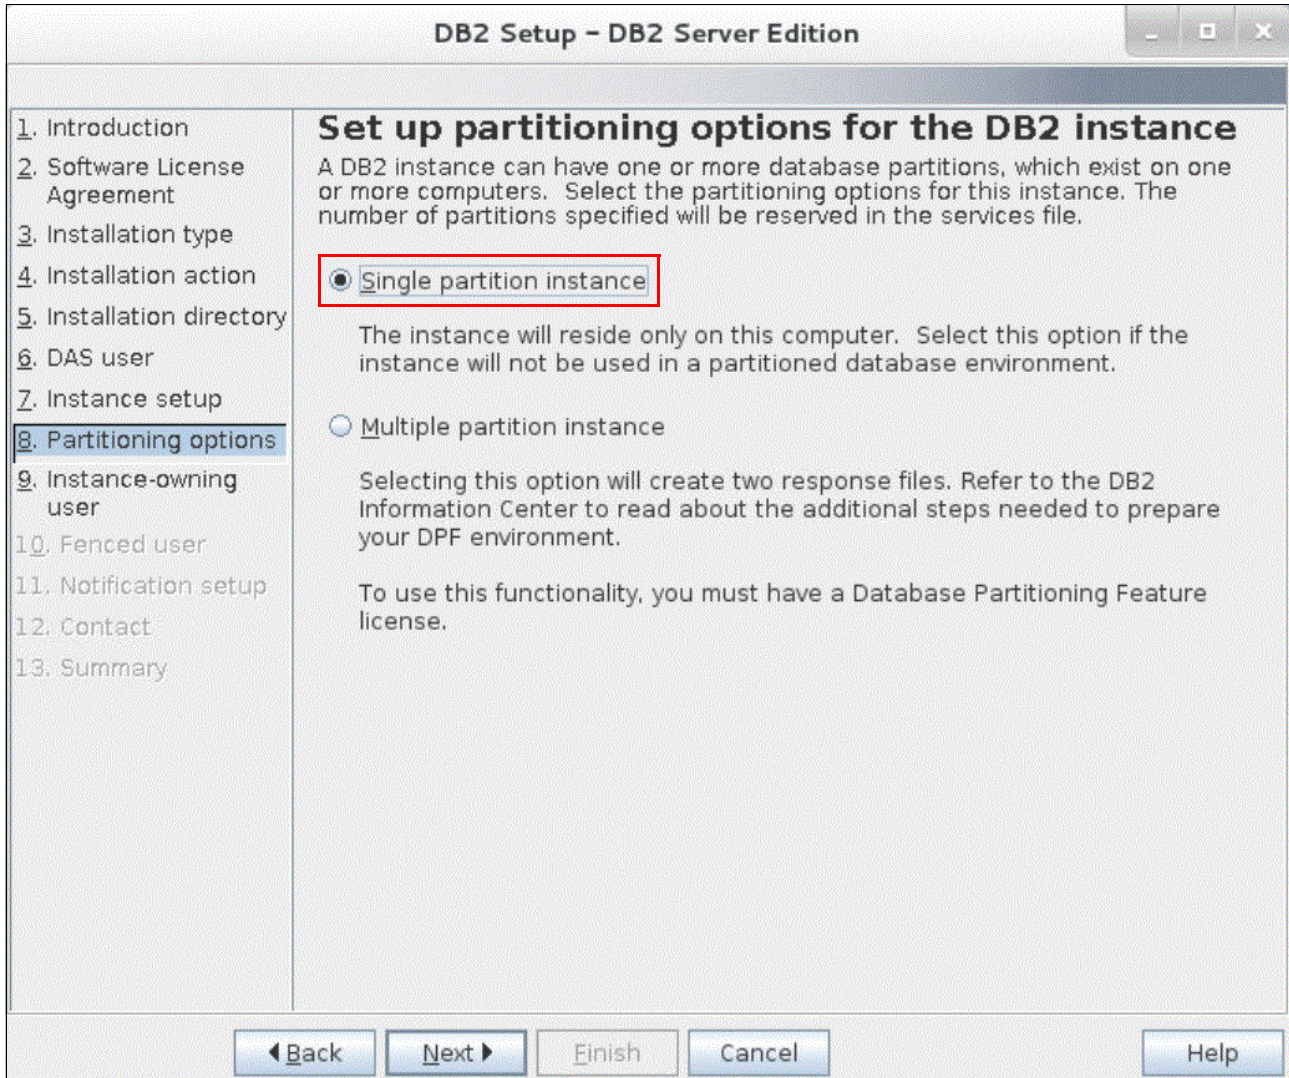 DB2 Setup – DB2 Server Edition
1. Introduction
2. Software License
Agreement
3. Installation type
4. Installation action
5. Installation directory
6. DAS user
7. Instance setup
8. Partitioning options
9. Instance-owning
user
10. Fenced user
11. Notification setup
12. Contact
13. Summary
Set up partitioning options for the DB2 instance
A DB2 instance can have one or more database partitions, which exist on one
or more computers.  Select the partitioning options for this instance. The
number of partitions specified will be reserved in the services file.
Single partition instance
The instance will reside only on this computer.  Select this option if the
instance will not be used in a partitioned database environment.
Multiple partition instance
Selecting this option will create two response files. Refer to the DB2
Information Center to read about the additional steps needed to prepare
your DPF environment.
To use this functionality, you must have a Database Partitioning Feature
license.
Back
Next
Finish
Cancel
Help